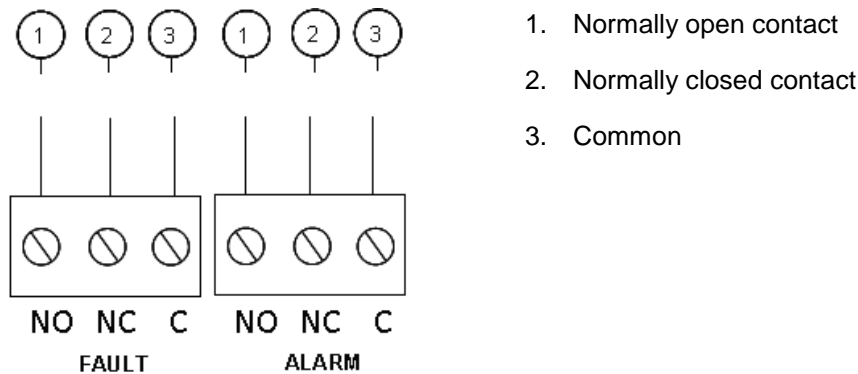 1 2 3 1 2 3
NO NC C NO NC C
FAULT ALARM
1. Normally open contact
2. Normally closed contact
3. Common